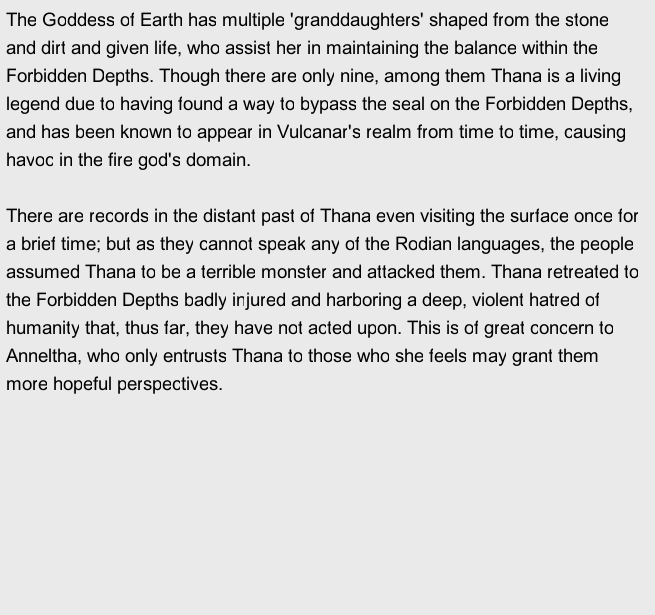 The Goddess of Earth has multiple 'granddaughters' shaped from the stone
and dirt and given life, who assist her in maintaining the balance within the
Forbidden Depths. Though there are only nine, among them Thana is a living
legend due to having found a way to bypass the seal on the Forbidden Depths,
and has been known to appear in Vulcanar's realm from time to time, causing
havoc in the fire god's domain.

There are records in the distant past of Thana even visiting the surface once for
a brief time; but as they cannot speak any of the Rodian languages, the people
assumed Thana to be a terrible monster and attacked them. Thana retreated to
the Forbidden Depths badly injured and harboring a deep, violent hatred of
humanity that, thus far, they have not acted upon. This is of great concern to
Anneltha, who only entrusts Thana to those who she feels may grant them
more hopeful perspectives.